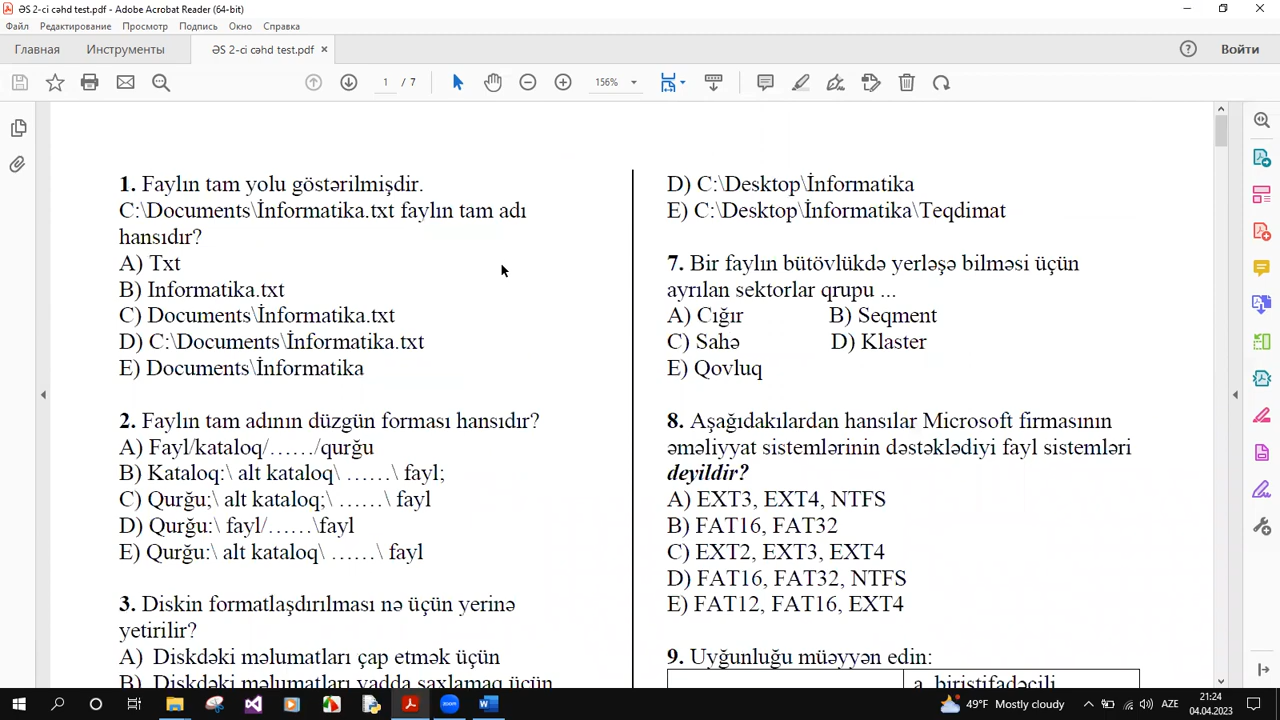 ƏS 2-ci cəhd test.pdf - Adobe Acrobat Reader (64-bit)
Файл Редактирование Просмотр Подпись Окно Справка
Главная Инструменты ƏS 2-ci cəhd test.pdf × Войти
1 / 7 156%
1. Faylın tam yolu göstərilmişdir.
C:\Documents\İnformatika.txt faylın tam adı
hansıdır?
A) Txt
B) Informatika.txt
C) Documents\İnformatika.txt
D) C:\Documents\İnformatika.txt
E) Documents\İnformatika
2. Faylın tam adının düzgün forması hansıdır?
A) Fayl/kataloq/……/qurğu
B) Kataloq:\ alt kataloq\ ……\ fayl;
C) Qurğu;\ alt kataloq;\ ……\ fayl
D) Qurğu:\ fayl/……\fayl
E) Qurğu:\ alt kataloq\ ……\ fayl
3. Diskin formatlaşdırılması nə üçün yerinə
yetirilir?
A) Diskdəki məlumatları çap etmək üçün
B) Diskdəki məlumatları yadda saxlamaq üçün
D) C:\Desktop\İnformatika
E) C:\Desktop\İnformatika\Teqdimat
7. Bir faylın bütövlükdə yerləşə bilməsi üçün
ayrılan sektorlar qrupu ...
A) Cığır B) Seqment
C) Sahə D) Klaster
E) Qovluq
8. Aşağıdakılardan hansılar Microsoft firmasının
əməliyyat sistemlərinin dəstəklədiyi fayl sistemləri
deyildir?
A) EXT3, EXT4, NTFS
B) FAT16, FAT32
C) EXT2, EXT3, EXT4
D) FAT16, FAT32, NTFS
E) FAT12, FAT16, EXT4
9. Uyğunluğu müəyyən edin:
a. biristifadəçili
zoom
49°F Mostly cloudy AZE 21:24
04.04.2023